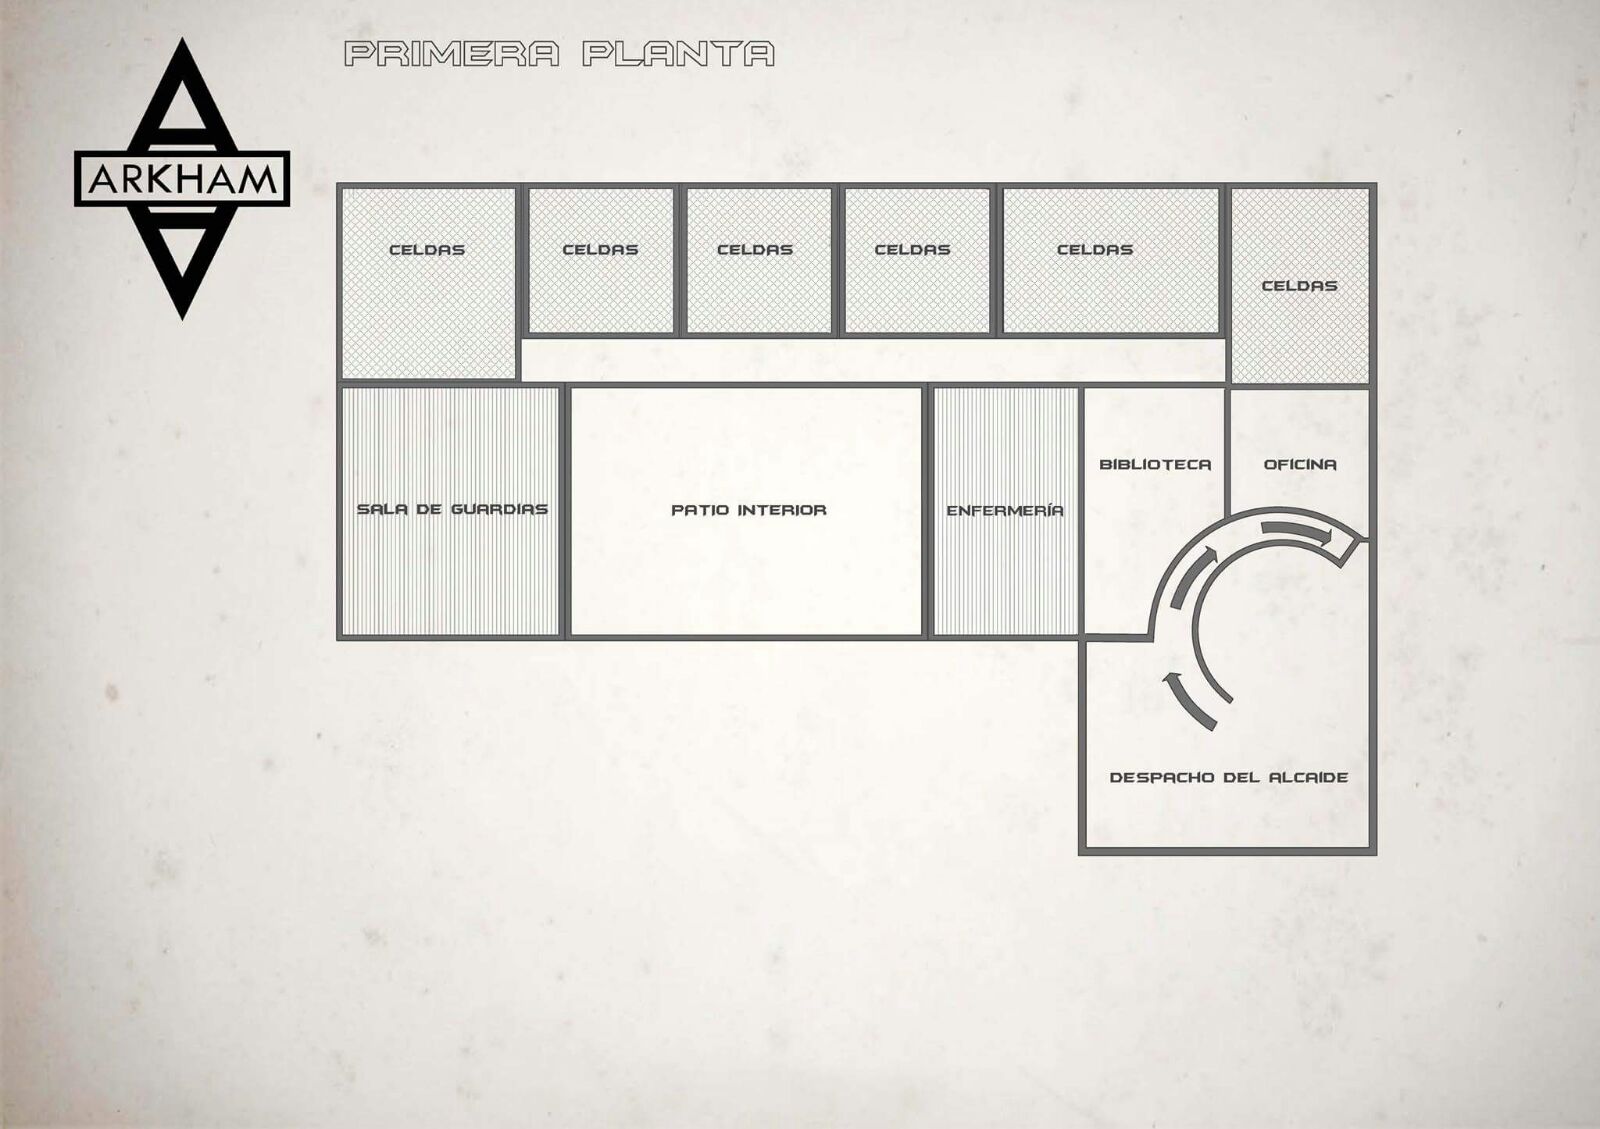 PRIMERA PLANTA
ARKHAM
CELDAS
CELDAS
CELDAS
CELDAS
CELDAS
CELDAS
SALA DE GUARDIAS
PATIO INTERIOR
ENFERMERÍA
BIBLIOTECA
OFICINA
DESPACHO DEL ALCAIDE